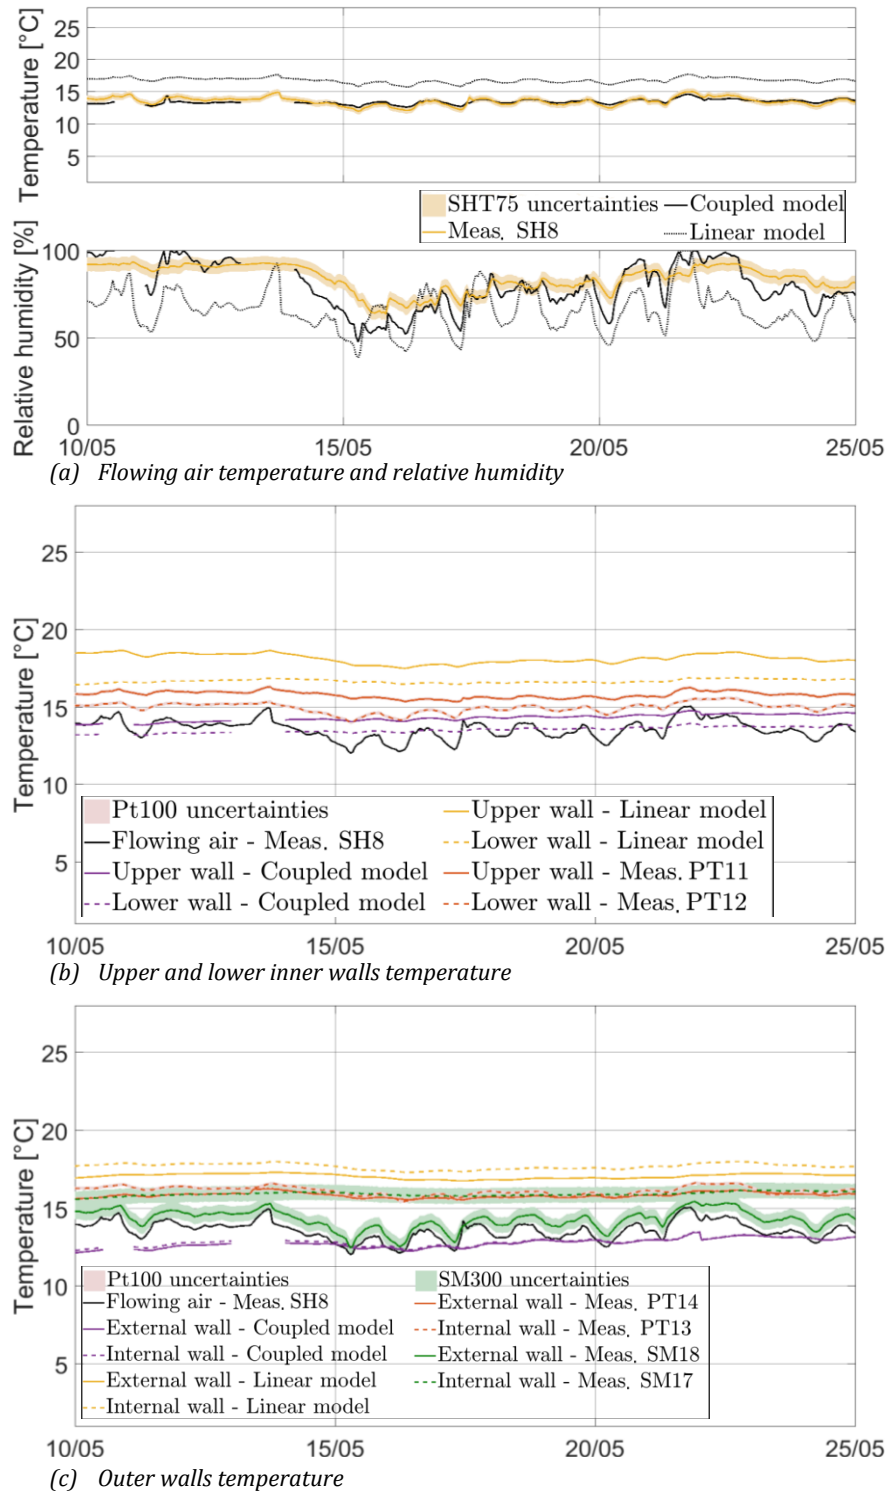 Temperature [°C]
25
20
15
10
5
SHT75 uncertainties
Coupled model
Meas. SH8
Linear model
Relative humidity [%]
100
50
0
10/05
15/05
20/05
25/05
(a) Flowing air temperature and relative humidity
Temperature [°C]
25
20
15
10
5
Pt100 uncertainties
Upper wall - Linear model
Flowing air - Meas. SH8
Lower wall - Linear model
Upper wall - Coupled model
Upper wall - Meas. PT11
Lower wall - Coupled model
Lower wall - Meas. PT12
10/05
15/05
20/05
25/05
(b) Upper and lower inner walls temperature
Temperature [°C]
25
20
15
10
5
Pt100 uncertainties
SM300 uncertainties
Flowing air - Meas. SH8
External wall - Meas. PT14
External wall - Coupled model
Internal wall - Meas. PT13
Internal wall - Coupled model
External wall - Meas. SM18
External wall - Linear model
Internal wall - Meas. SM17
Internal wall - Linear model
10/05
15/05
20/05
25/05
(c) Outer walls temperature